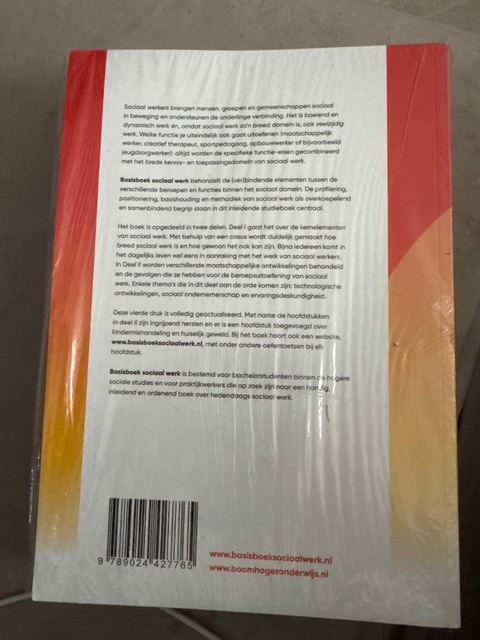 Sociaal werkers brengen mensen, groepen en gemeenschappen sociaal
in beweging en ondersteunen de onderlinge verbinding. Het is boeiend en
dynamisch werk én, omdat sociaal werk zo'n breed domein is, ook veelzijdig
werk. Welke functie je uiteindelijk ook gaat uitoefenen (maatschappelijk
werker, creatief therapeut, sportpedagoog, opbouwwerker of bijvoorbeeld
jeugdzorgwerker): altijd worden de specifieke functie-eisen gecombineerd
met het brede kennis- en toepassingsdomein van sociaal werk.
Basisboek sociaal werk behandelt de (ver)bindende elementen tussen de
verschillende beroepen en functies binnen het sociaal domein. De profilering,
positionering, basishouding en methodiek van sociaal werk als overkoepelend
en samenbindend begrip staan in dit inleidende studieboek centraal.
Het boek is opgedeeld in twee delen. Deel I gaat over de kernelementen
van sociaal werk. Met behulp van een casus wordt duidelijk gemaakt hoe
breed sociaal werk is en hoe gewoon het ook kan zijn. Bijna iedereen komt in
het dagelijks leven wel eens in aanraking met het werk van sociaal werkers.
In Deel II worden verschillende maatschappelijke ontwikkelingen behandeld
en de gevolgen die ze hebben voor de beroepsuitoefening van sociaal
werk. Enkele thema's die in dit deel aan de orde komen zijn: technologische
ontwikkelingen, sociaal ondernemerschap en ervaringsdeskundigheid.
Deze vierde druk is volledig geactualiseerd. Met name de hoofdstukken
in deel II zijn ingrijpend herzien en er is een hoofdstuk toegevoegd over
kindermishandeling en huiselijk geweld. Bij het boek hoort ook een website,
www.basisboeksociaalwerk.nl, met onder andere oefentoetsen bij elk
hoofdstuk.
Basisboek sociaal werk is bestemd voor bachelorstudenten binnen de hogere
sociale studies en voor praktijkwerkers die op zoek zijn naar een handig,
inleidend en ordenend boek over hedendaags sociaal werk.
9 789024 427765
www.basisboeksociaalwerk.nl
www.boomhogeronderwijs.nl